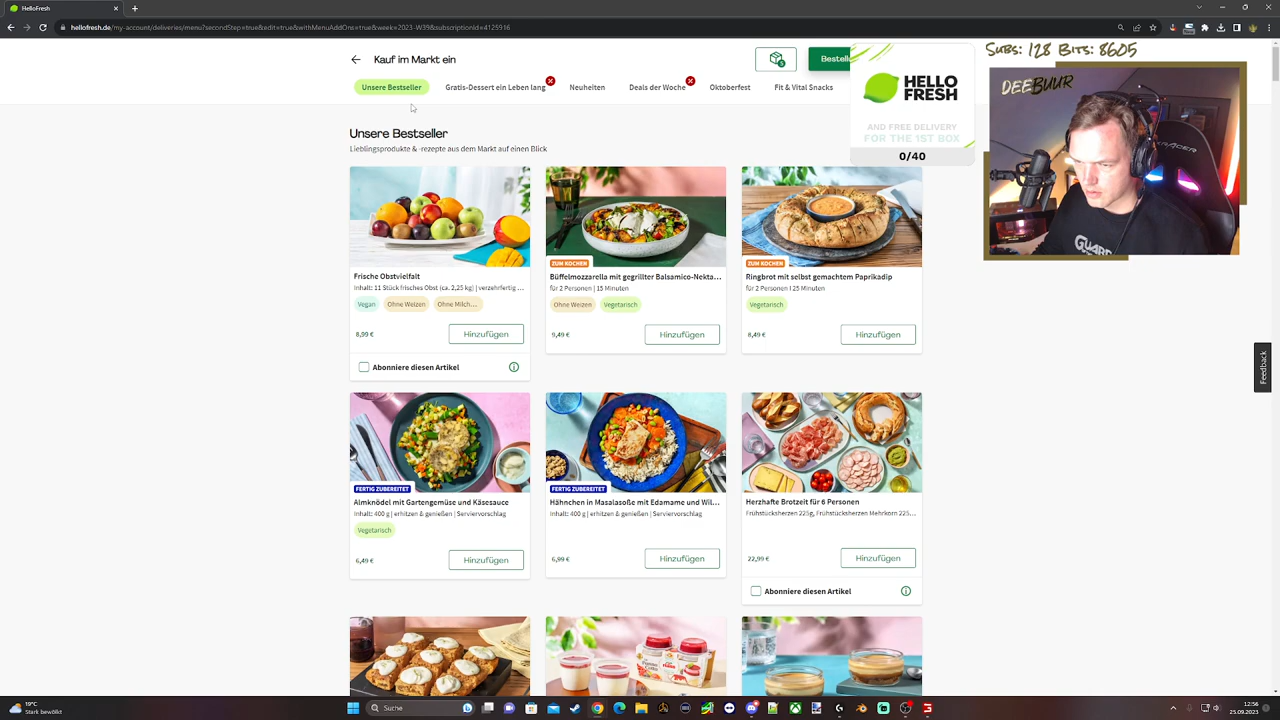 HelloFresh
hellofresh.de/my-account/deliveries/menu?secondStep=true&edit=true&withMenuAddOns=true&week=2023-W39&subscriptionId=4125916
Kauf im Markt ein
Bestell
Unsere Bestseller
Gratis-Dessert ein Leben lang
Neuheiten
Deals der Woche
Oktoberfest
Fit & Vital Snacks
HELLO
FRESH
AND FREE DELIVERY
FOR THE 1ST BOX
0/40
SUBS: 128 BITS: 8605
DEEBUUR
Unsere Bestseller
Lieblingsprodukte & -rezepte aus dem Markt auf einen Blick
Frische Obstvielfalt
Inhalt: 11 Stück frisches Obst (ca. 2,25 kg) | verzehrfertig ...
Vegan
Ohne Weizen
Ohne Milch...
8,99 €
Hinzufügen
Abonniere diesen Artikel
ZUM KOCHEN
Büffelmozzarella mit gegrillter Balsamico-Nekta...
für 2 Personen | 15 Minuten
Ohne Weizen
Vegetarisch
9,49 €
Hinzufügen
ZUM KOCHEN
Ringbrot mit selbst gemachtem Paprikadip
für 2 Personen | 25 Minuten
Vegetarisch
8,49 €
Hinzufügen
Feedback
FERTIG ZUBEREITET
Almknödel mit Gartengemüse und Käsesauce
Inhalt: 400 g | erhitzen & genießen | Serviervorschlag
Vegetarisch
6,49 €
Hinzufügen
FERTIG ZUBEREITET
Hähnchen in Masalasoße mit Edamame und Wil...
Inhalt: 400 g | erhitzen & genießen | Serviervorschlag
6,99 €
Hinzufügen
Herzhafte Brotzeit für 6 Personen
Frühstücksherzen 225g, Frühstücksherzen Mehrkorn 225...
22,99 €
Hinzufügen
Abonniere diesen Artikel
19°C
Stark bewölkt
Suche
12:56
25.09.2023